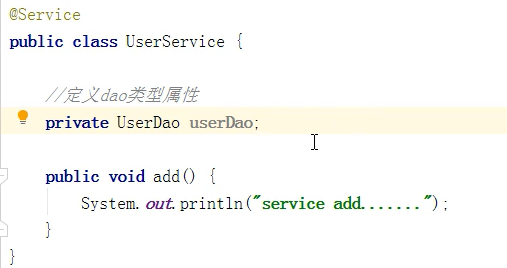 @Service
public class UserService {
//定义dao类型属性
private UserDao userDao;
public void add() {
System.out.println("service add.......");
}
}